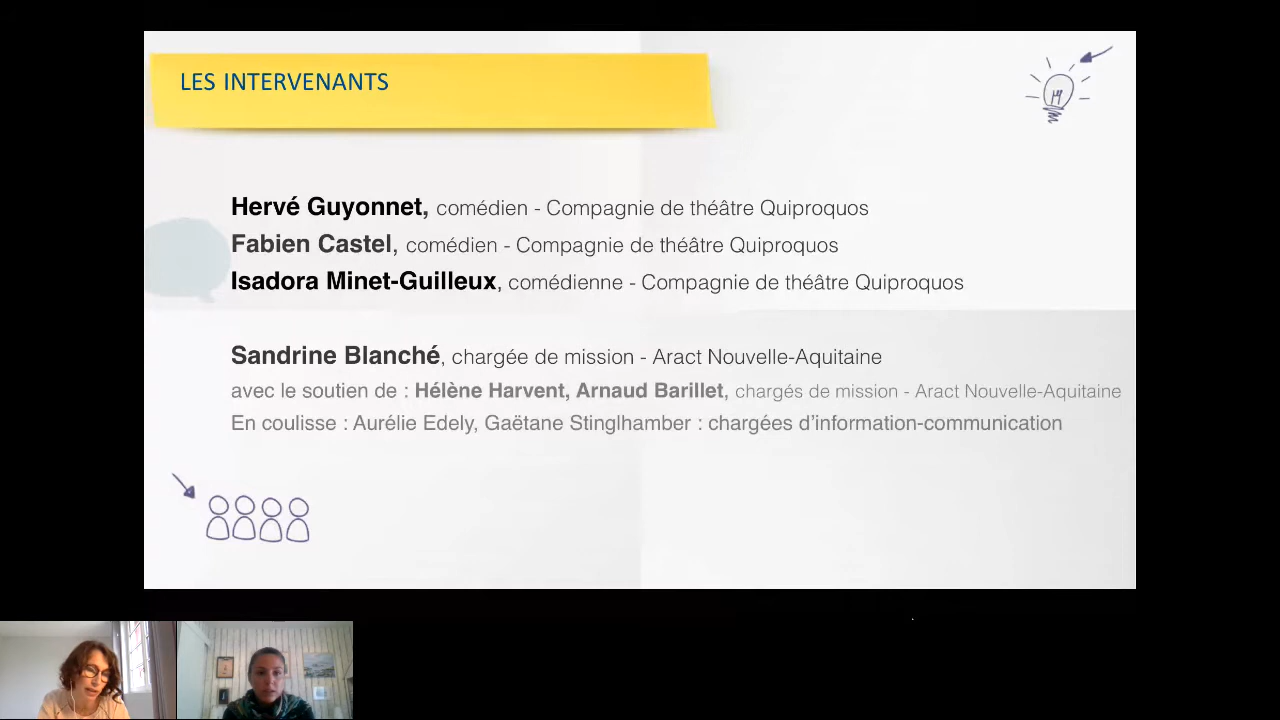 LES INTERVENANTS
Hervé Guyonnet, comédien - Compagnie de théâtre Quiproquos
Fabien Castel, comédien - Compagnie de théâtre Quiproquos
Isadora Minet-Guilleux, comédienne - Compagnie de théâtre Quiproquos
Sandrine Blanché, chargée de mission - Aract Nouvelle-Aquitaine
avec le soutien de : Hélène Harvent, Arnaud Barillet, chargés de mission - Aract Nouvelle-Aquitaine
En coulisse : Aurélie Edely, Gaëtane Stinglhamber : chargées d'information-communication